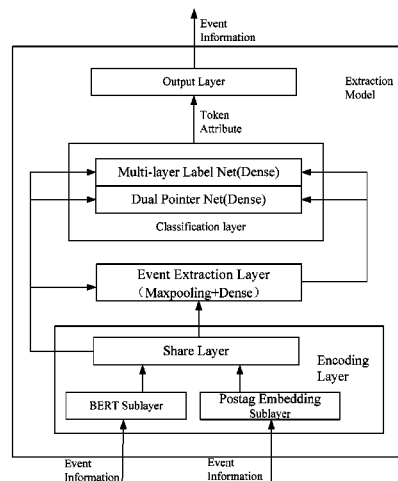 Event
Information
Output Layer
Extraction
Model
Token
Attribute
Multi-layer Label Net(Dense)
Dual Pointer Net(Dense)
Classification layer
Event Extraction Layer
(Maxpooling+Dense)
Share Layer
Encoding
Layer
BERT Sublayer
Postag Embedding
Sublayer
Event
Information
Event
Information